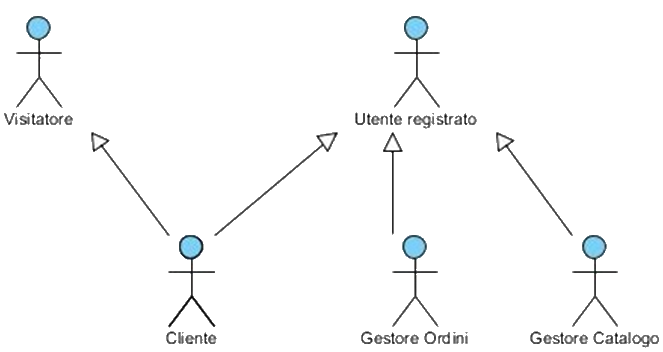 Visitatore
Utente registrato
Cliente
Gestore Ordini
Gestore Catalogo